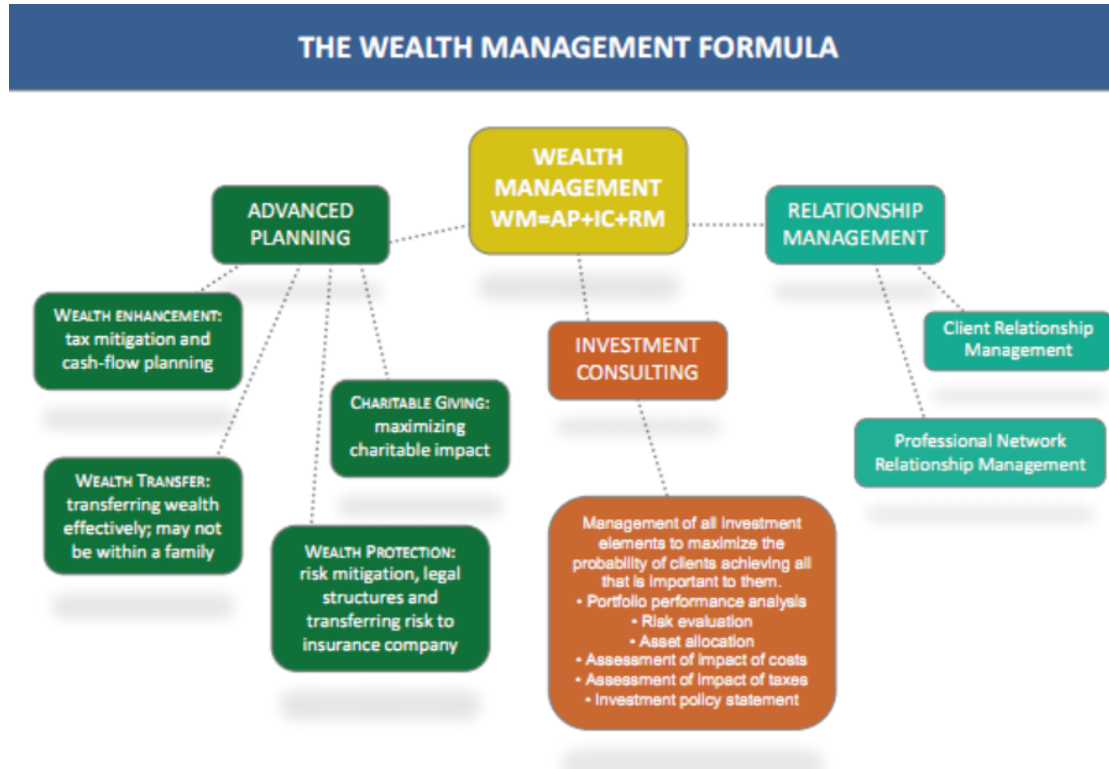 THE WEALTH MANAGEMENT FORMULA
WEALTH
MANAGEMENT
WM=AP+IC+RM
ADVANCED
PLANNING
WEALTH ENHANCEMENT:
tax mitigation and
cash-flow planning
WEALTH TRANSFER:
transferring wealth
effectively; may not
be within a family
CHARITABLE GIVING:
maximizing
charitable impact
WEALTH PROTECTION:
risk mitigation, legal
structures and
transferring risk to
insurance company
INVESTMENT
CONSULTING
Management of all investment
elements to maximize the
probability of clients achieving all
that is important to them.
• Portfolio performance analysis
• Risk evaluation
• Asset allocation
• Assessment of impact of costs
• Assessment of impact of taxes
• Investment policy statement
RELATIONSHIP
MANAGEMENT
Client Relationship
Management
Professional Network
Relationship Management